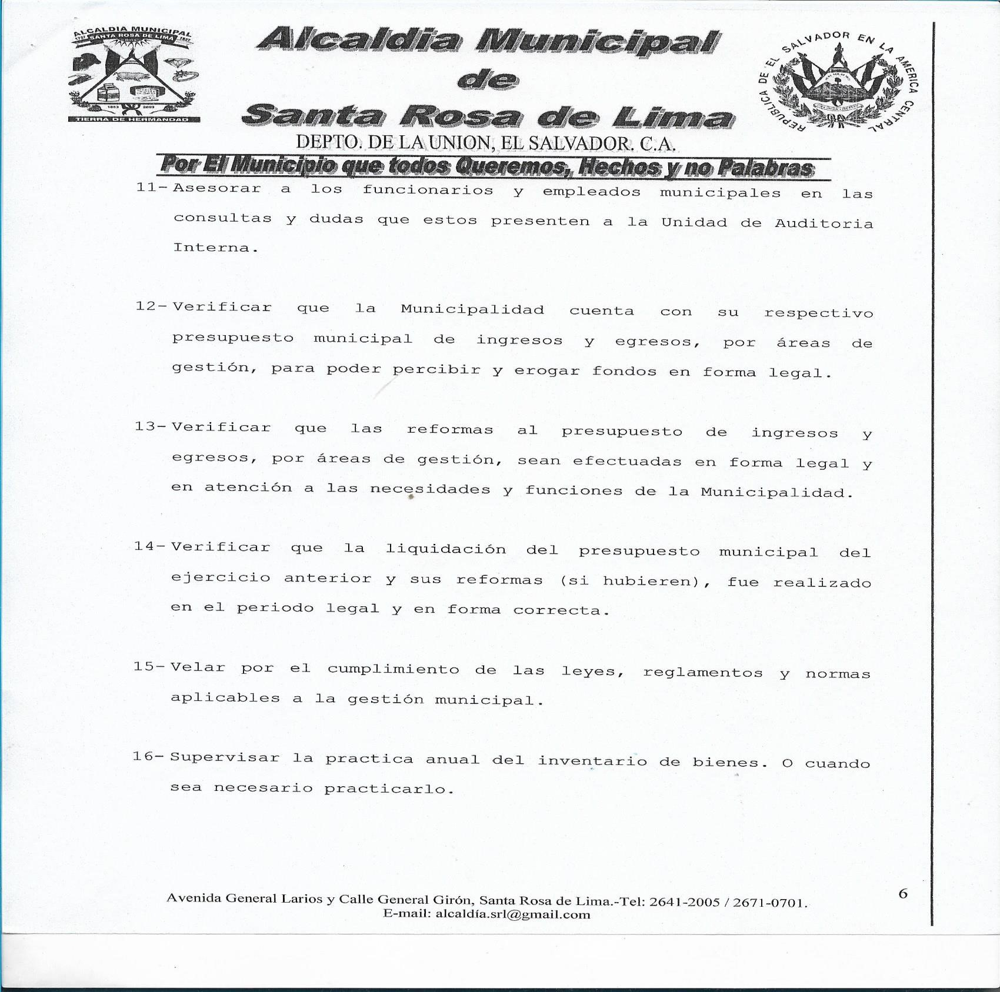 ALCALDIA MUNICIPAL
SANTA ROSA DE LIMA
DIOS
TIERRA DE HERMANDAD
Alcaldia Municipal
de
Santa Rosa de Lima
DEPTO. DE LA UNION, EL SALVADOR. C.A.
REPUBLICA DE EL SALVADOR EN LA AMERICA CENTRAL
Por El Municipio que todos Queremos, Hechos y no Palabras
11- Asesorar a los funcionarios y empleados municipales en las
consultas y dudas que estos presenten a la Unidad de Auditoria
Interna.
12- Verificar que la Municipalidad cuenta con su respectivo
presupuesto municipal de ingresos y egresos, por áreas de
gestión, para poder percibir y erogar fondos en forma legal.
13- Verificar que las reformas al presupuesto de ingresos y
egresos, por áreas de gestión, sean efectuadas en forma legal y
en atención a las necesidades y funciones de la Municipalidad.
14- Verificar que la liquidación del presupuesto municipal del
ejercicio anterior y sus reformas (si hubieren), fue realizado
en el periodo legal y en forma correcta.
15- Velar por el cumplimiento de las leyes, reglamentos y normas
aplicables a la gestión municipal.
16- Supervisar la practica anual del inventario de bienes. O cuando
sea necesario practicarlo.
6
Avenida General Larios y Calle General Girón, Santa Rosa de Lima.-Tel: 2641-2005 / 2671-0701.
E-mail: alcaldía.srl@gmail.com